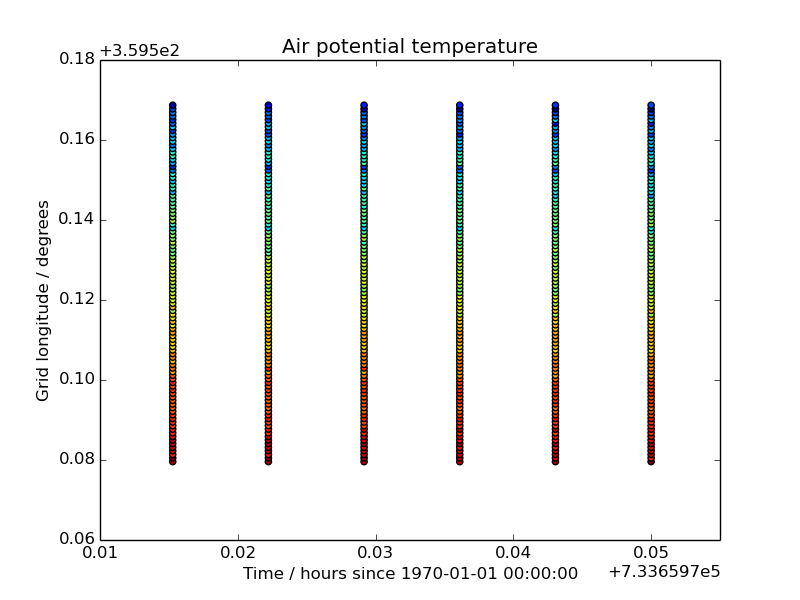 Air potential temperature
+3.595e2
0.18
0.16
0.14
0.12
0.10
0.08
0.06
Grid longitude / degrees
0.01 0.02 0.03 0.04 0.05
Time / hours since 1970-01-01 00:00:00
+7.336597e5